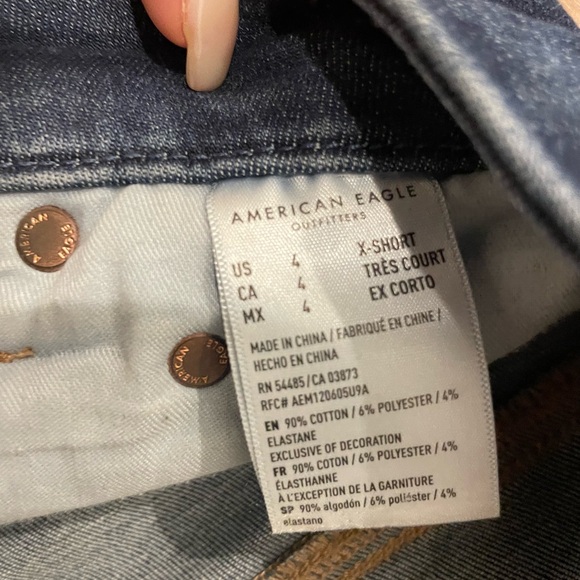 AMERICAN EAGLE
OUTFITTERS
US 4 X-SHORT
CA 4 TRÈS COURT
MX 4 EX CORTO
MADE IN CHINA / FABRIQUÉ EN CHINE /
HECHO EN CHINA
RN 54485 / CA 03873
RFC# AEM120605U9A
EN 90% COTTON / 6% POLYESTER / 4%
ELASTANE
EXCLUSIVE OF DECORATION
FR 90% COTON / 6% POLYESTER / 4%
ÉLASTHANNE
À L'EXCEPTION DE LA GARNITURE
SP 90% algodón / 6% poliéster / 4%
elastano
AMERICAN
EAGLE
AMERICAN
EAGLE